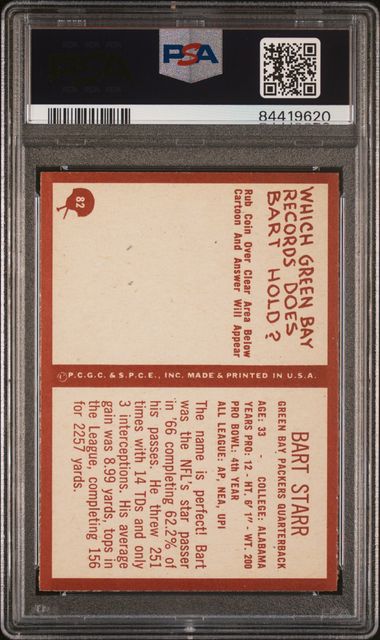 PSA
84419620
82
WHICH GREEN BAY
RECORDS DOES
BART HOLD?
Rub Coin Over Clear Area Below
Cartoon And Answer Will Appear
©P.C.G.C. & S.P.C.E., INC. MADE & PRINTED IN U.S.A.
BART STARR
GREEN BAY PACKERS QUARTERBACK
AGE: 33 - COLLEGE: ALABAMA
YEARS PRO: 12 - HT. 6' 1" - WT. 200
PRO BOWL: 4th YEAR
ALL LEAGUE: AP, NEA, UPI
The name is perfect! Bart
was the NFL's star passer
in '66 completing 62.2% of
his passes. He threw 251
times with 14 TDs and only
3 interceptions. His average
gain was 8.99 yards, tops in
the League, completing 156
for 2257 yards.